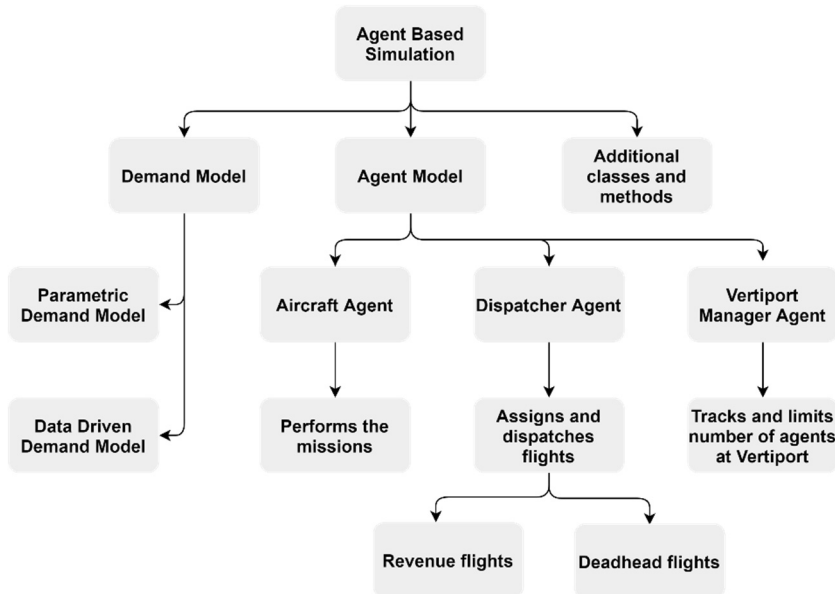 Agent Based
Simulation
Demand Model
Agent Model
Additional
classes and
methods
Parametric
Demand Model
Aircraft Agent
Dispatcher Agent
Vertiport
Manager Agent
Data Driven
Demand Model
Performs the
missions
Assigns and
dispatches
flights
Tracks and limits
number of agents
at Vertiport
Revenue flights
Deadhead flights